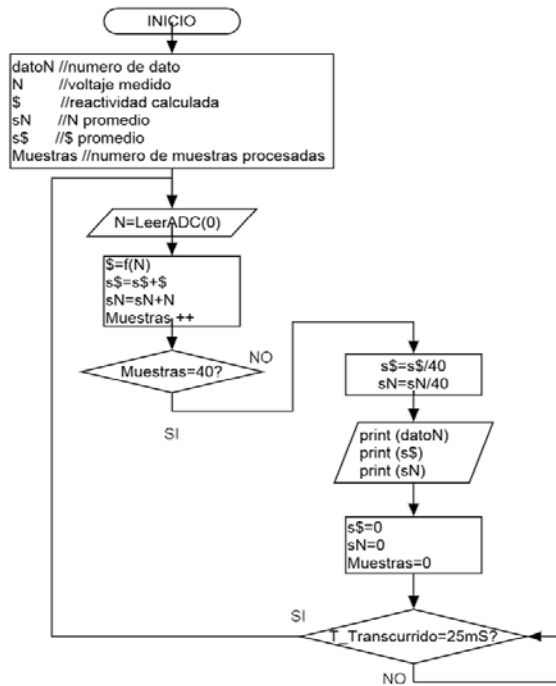 INICIO
datoN //numero de dato
N //voltaje medido
$ //reactividad calculada
sN //N promedio
s$ //$ promedio
Muestras //numero de muestras procesadas
N=LeerADC(0)
$=f(N)
s$=s$+$
sN=sN+N
Muestras ++
Muestras=40?
NO
SI
s$=s$/40
sN=sN/40
print (datoN)
print (s$)
print (sN)
s$=0
sN=0
Muestras=0
T_Transcurrido=25mS?
SI
NO